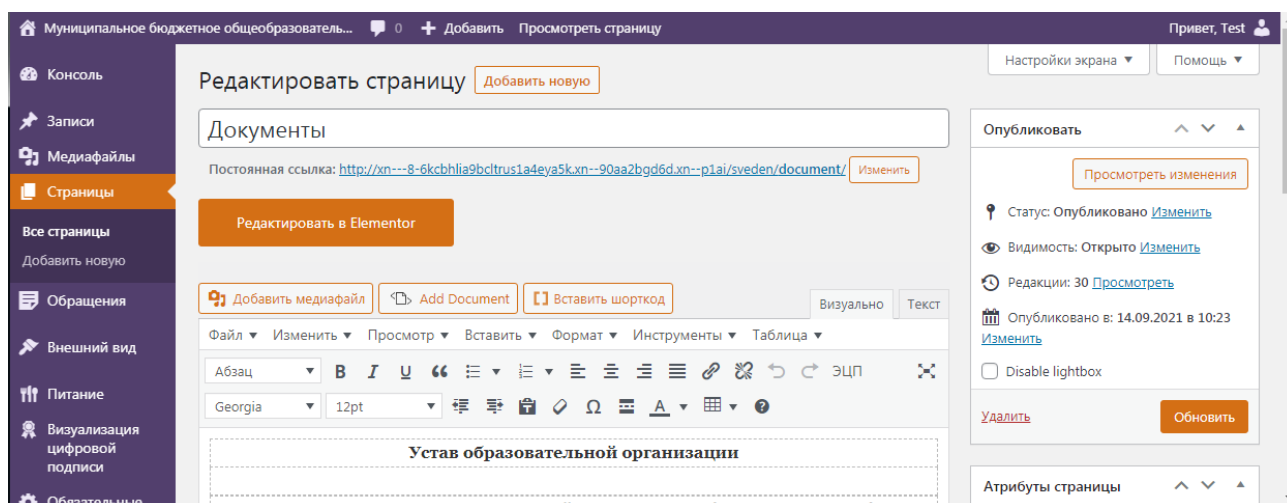 Муниципальное бюджетное общеобразователь... 0 Добавить Просмотреть страницу Привет, Test
Консоль
Записи
Медиафайлы
Страницы
Все страницы
Добавить новую
Обращения
Внешний вид
Питание
Визуализация
цифровой
подписи
Обязательные
Настройки экрана Помощь
Редактировать страницу Добавить новую
Документы
Постоянная ссылка: http://xn---8-6kcbhlia9bcltrus1a4eya5k.xn--90aa2bgd6d.xn--p1ai/sveden/document/ Изменить
Редактировать в Elementor
Добавить медиафайл Add Document Вставить шорткод Визуально Текст
Файл Изменить Просмотр Вставить Формат Инструменты Таблица
Абзац B I U ЭЦП
Georgia 12pt Ω A
Устав образовательной организации
Опубликовать
Просмотреть изменения
Статус: Опубликовано Изменить
Видимость: Открыто Изменить
Редакции: 30 Просмотреть
Опубликовано в: 14.09.2021 в 10:23
Изменить
Disable lightbox
Удалить Обновить
Атрибуты страницы